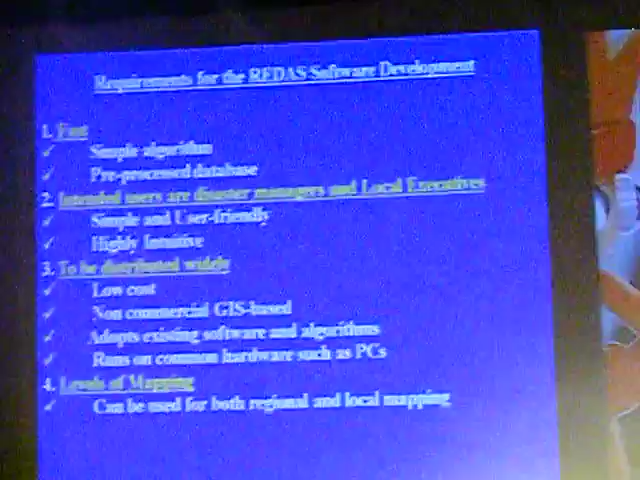 Requirements for the REDAS Software Development
1. Fast
✓ Simple algorithm
✓ Pre-processed database
2. Intended users are disaster managers and Local Executives
✓ Simple and User-friendly
✓ Highly Intuitive
3. To be distributed widely
✓ Low cost
✓ Non commercial GIS-based
✓ Adopts existing software and algorithms
✓ Runs on common hardware such as PCs
4. Levels of Mapping
✓ Can be used for both regional and local mapping